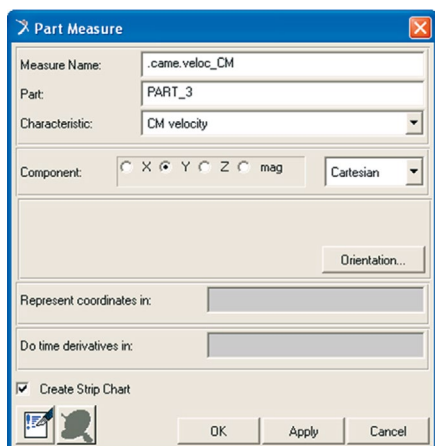 Part Measure
Measure Name: .came.veloc_CM
Part: PART_3
Characteristic: CM velocity
Component: X Y Z mag Cartesian
Orientation...
Represent coordinates in:
Do time derivatives in:
Create Strip Chart
OK Apply Cancel